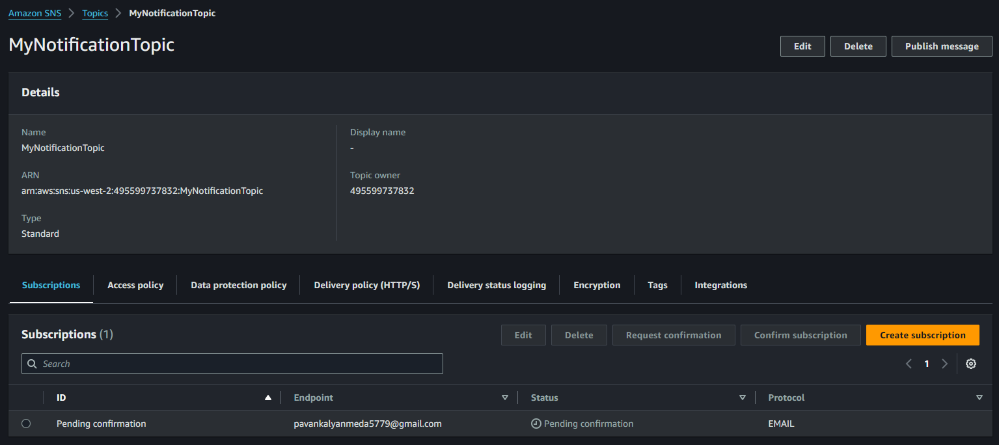 Amazon SNS > Topics > MyNotificationTopic
MyNotificationTopic
Edit Delete Publish message
Details
Name Display name
MyNotificationTopic -
ARN Topic owner
arn:aws:sns:us-west-2:495599737832:MyNotificationTopic 495599737832
Type
Standard
Subscriptions Access policy Data protection policy Delivery policy (HTTP/S) Delivery status logging Encryption Tags Integrations
Subscriptions (1) Edit Delete Request confirmation Confirm subscription Create subscription
Search 1
ID Endpoint Status Protocol
Pending confirmation pavankalyanmeda5779@gmail.com Pending confirmation EMAIL